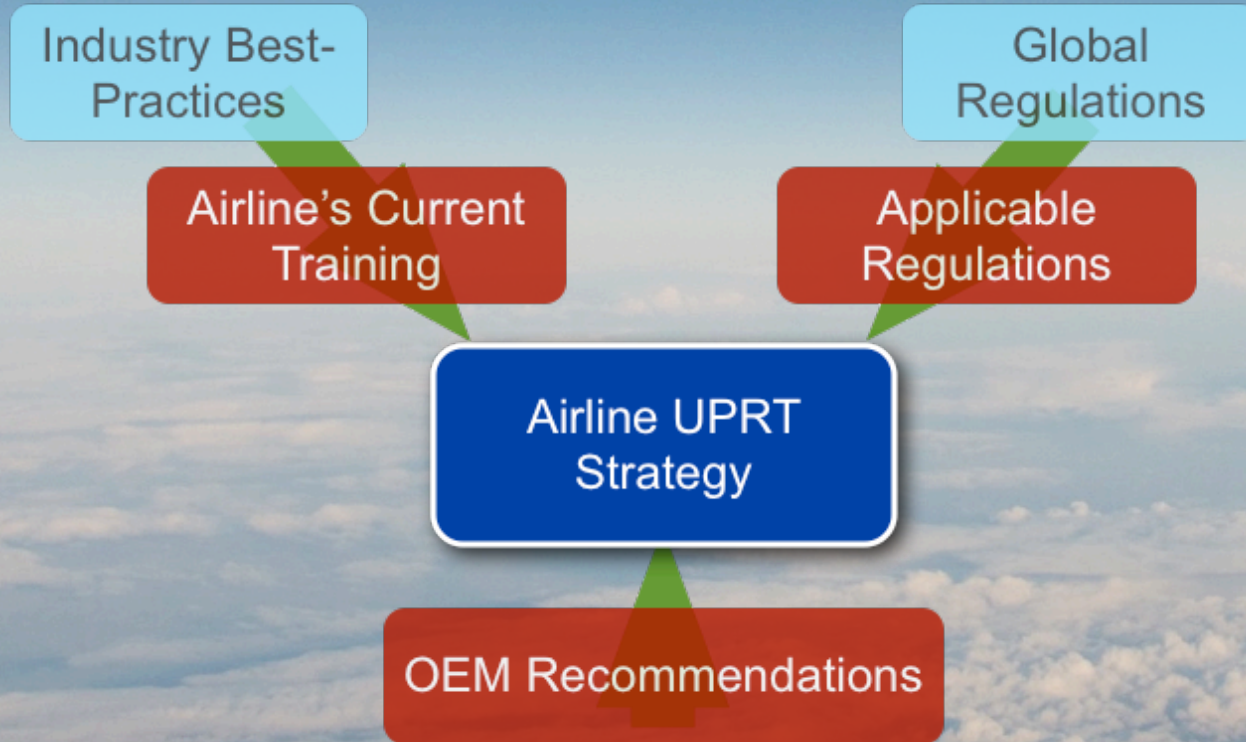 Industry Best-
Practices
Global
Regulations
Airline’s Current
Training
Applicable
Regulations
Airline UPRT
Strategy
OEM Recommendations